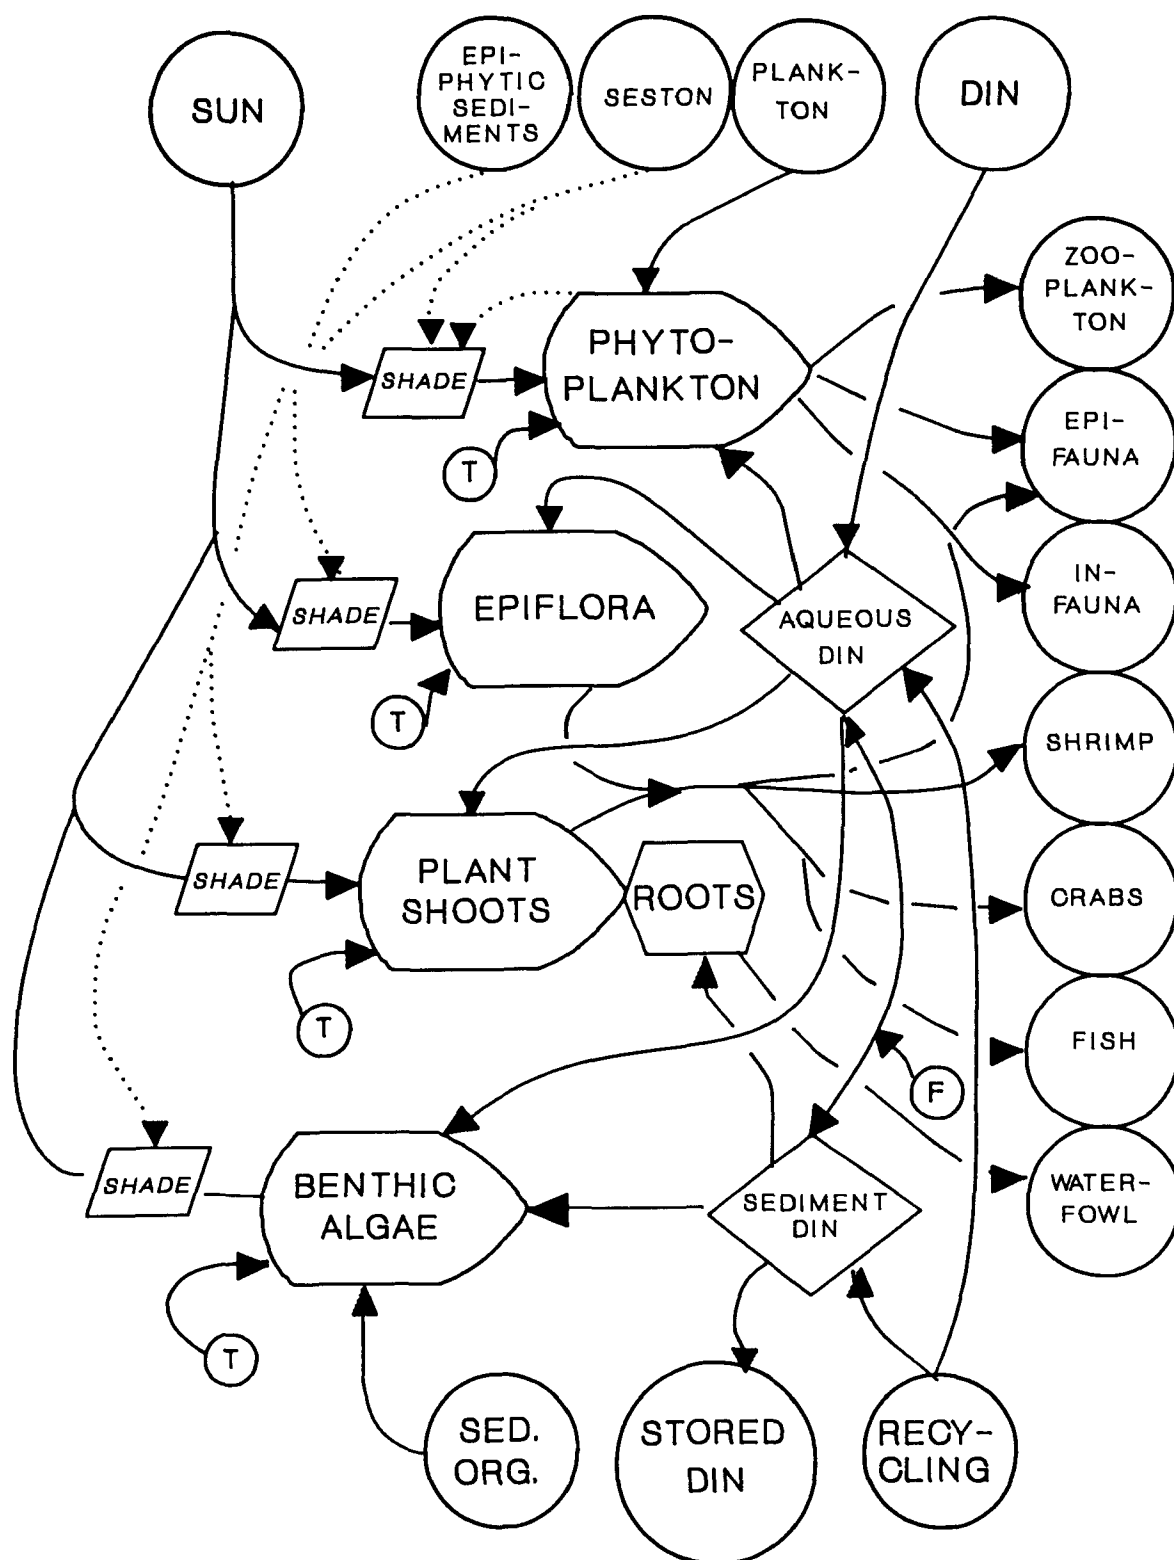 SUN
EPI-
PHYTIC
SEDI-
MENTS
SESTON
PLANK-
TON
DIN
ZOO-
PLANK-
TON
SHADE
PHYTO-
PLANKTON
EPI-
FAUNA
T
IN-
FAUNA
SHADE
EPIFLORA
AQUEOUS
DIN
T
SHRIMP
SHADE
PLANT
SHOOTS
ROOTS
CRABS
T
FISH
F
SHADE
BENTHIC
ALGAE
SEDIMENT
DIN
WATER-
FOWL
T
SED.
ORG.
STORED
DIN
RECY-
CLING